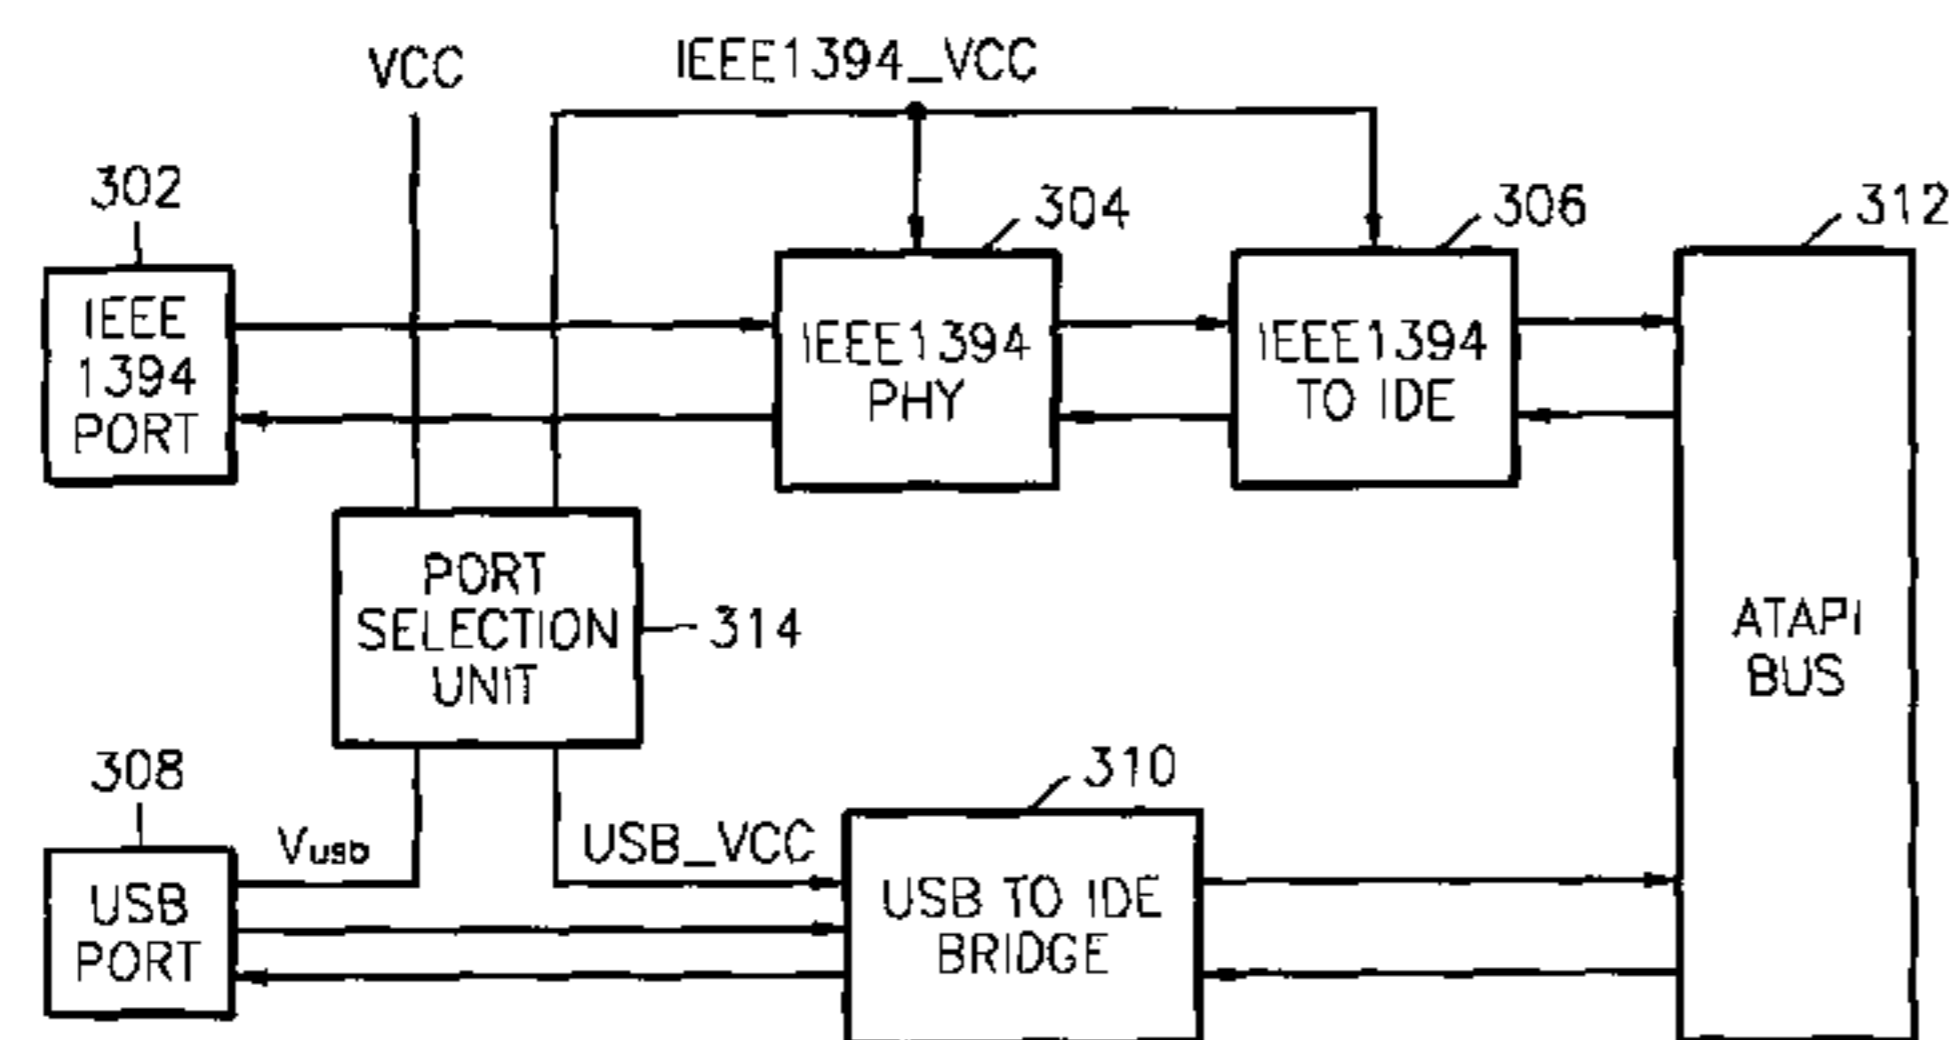 VCC
IEEE1394_VCC
302
304
306
312
IEEE
1394
PORT
IEEE1394
PHY
IEEE1394
TO IDE
PORT
SELECTION
UNIT
314
ATAPI
BUS
308
310
Vusb
USB_VCC
USB
PORT
USB TO IDE
BRIDGE